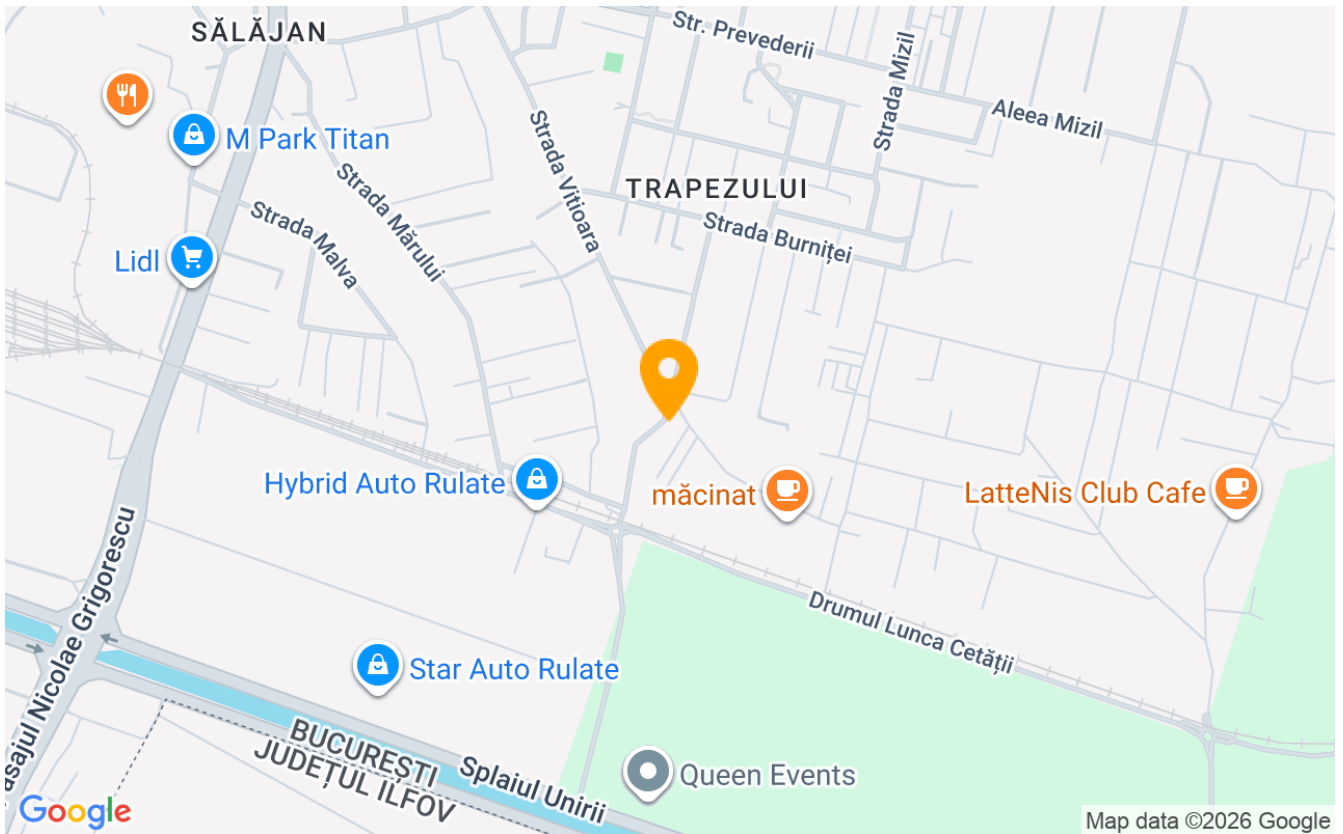 SĂLĂJAN
Str. Prevederii
Strada Mizil
Aleea Mizil
M Park Titan
Strada Vitioara
TRAPEZULUI
Strada Mărului
Strada Malva
Strada Burniței
Lidl
Hybrid Auto Rulate
măcinat
LatteNis Club Cafe
asajul Nicolae Grigorescu
Drumul Lunca Cetății
Star Auto Rulate
BUCUREȘTI
JUDEȚUL ILFOV
Splaiul Unirii
Queen Events
Google
Map data ©2026 Google